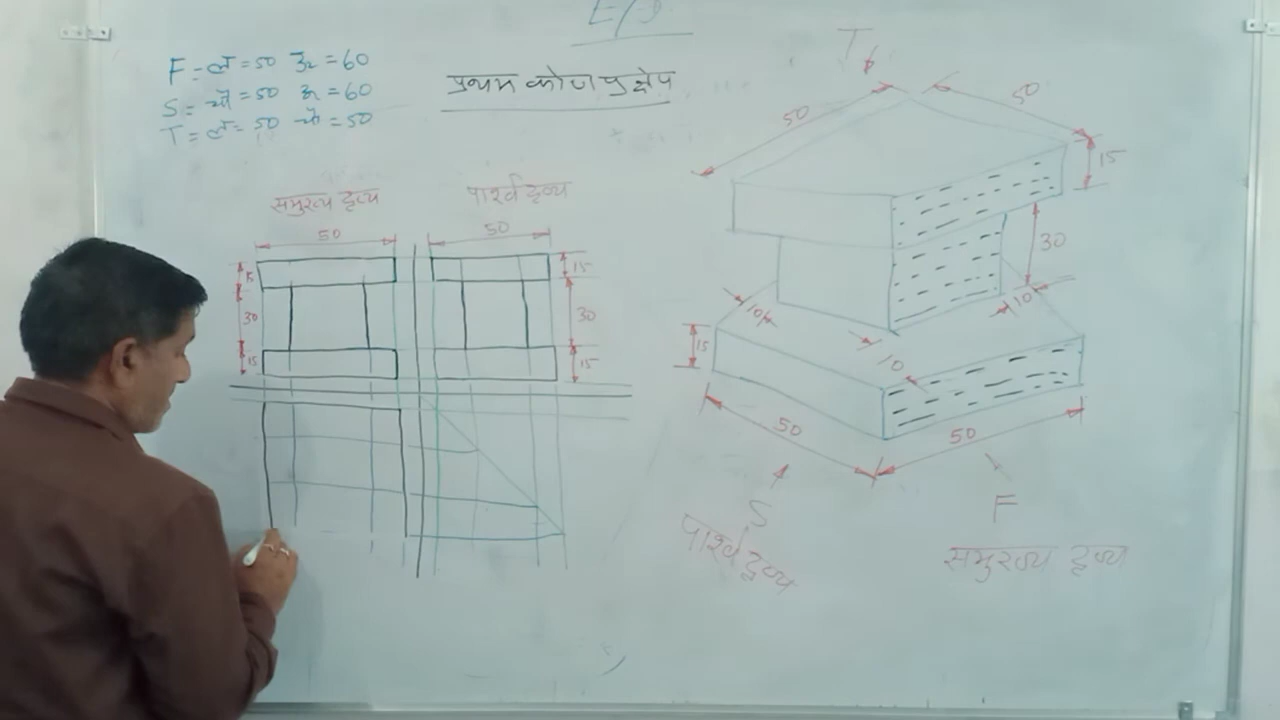 E/D
F = ल = 50 ऊ = 60
S = चौ = 50 ऊ = 60
T = ल = 50 चौ = 50
प्रथम कोण प्रक्षेप
समुख्य दृव्य
पार्श्व दृव्य
50
50
15
30
15
15
30
15
T
50
50
15
30
10
10
10
15
50
50
S
F
पार्श्व दृव्य
समुख्य दृव्य